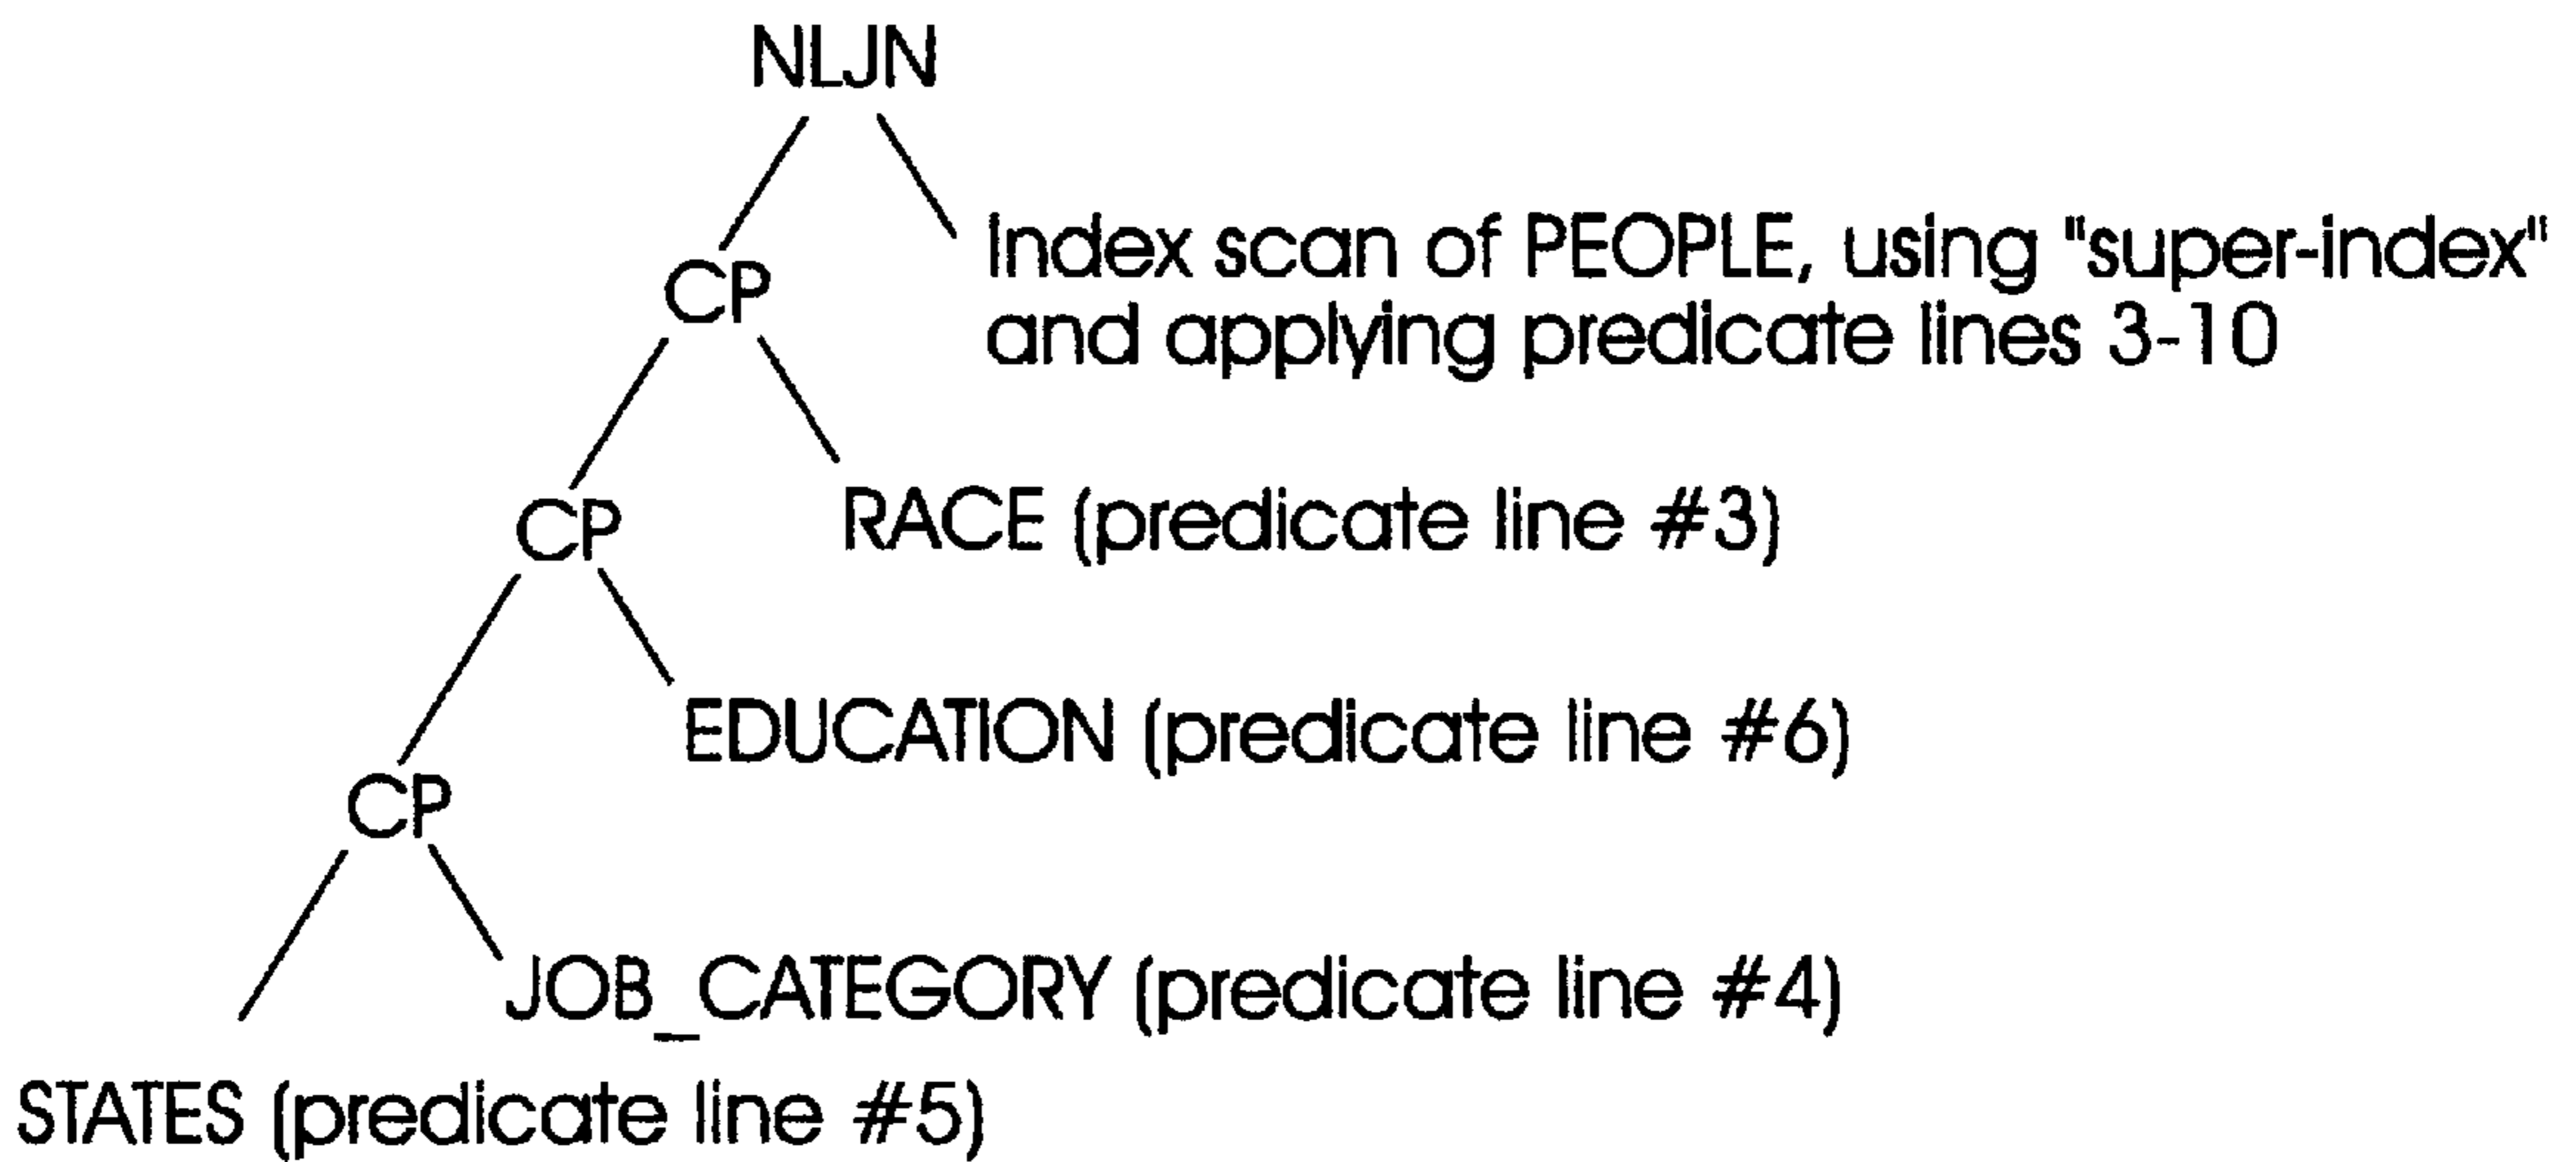 NLJN
Index scan of PEOPLE, using "super-index"
and applying predicate lines 3-10
CP
RACE (predicate line #3)
CP
EDUCATION (predicate line #6)
CP
JOB_CATEGORY (predicate line #4)
STATES (predicate line #5)